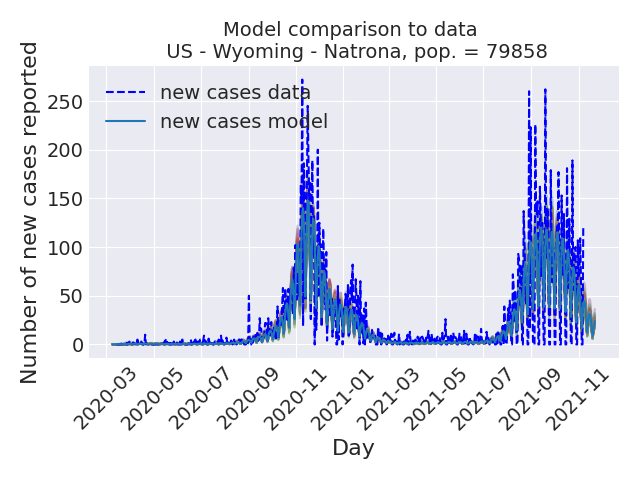 Model comparison to data
US - Wyoming - Natrona, pop. = 79858
Number of new cases reported
250
200
150
100
50
0
new cases data
new cases model
2020-03
2020-05
2020-07
2020-09
2020-11
2021-01
2021-03
2021-05
2021-07
2021-09
2021-11
Day